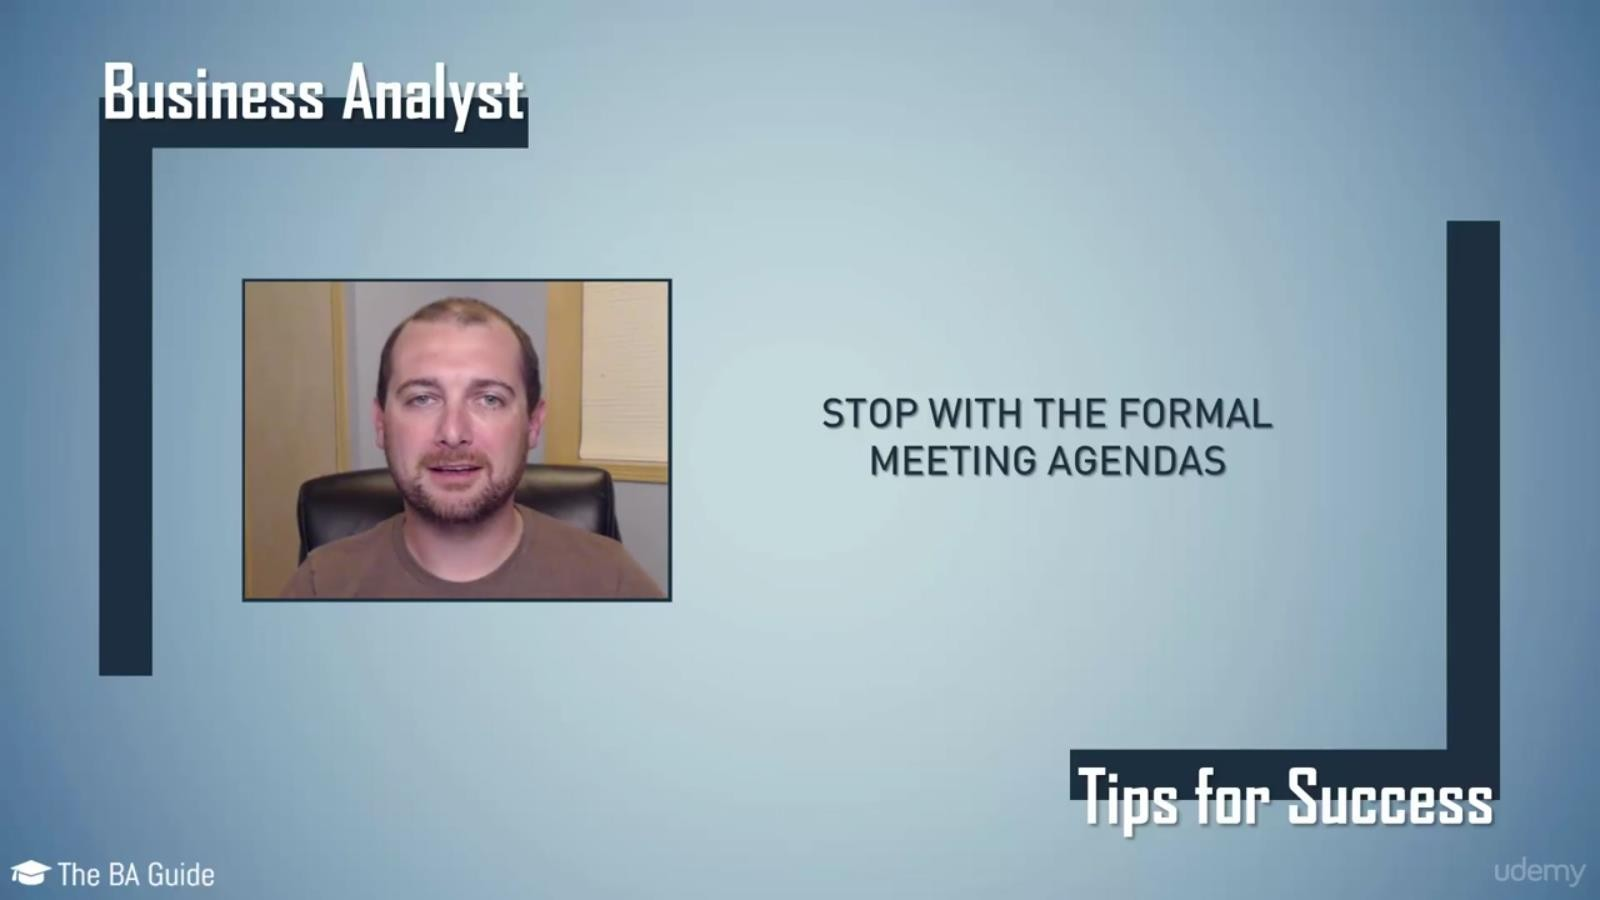 Business Analyst
STOP WITH THE FORMAL
MEETING AGENDAS
Tips for Success
The BA Guide
udemy